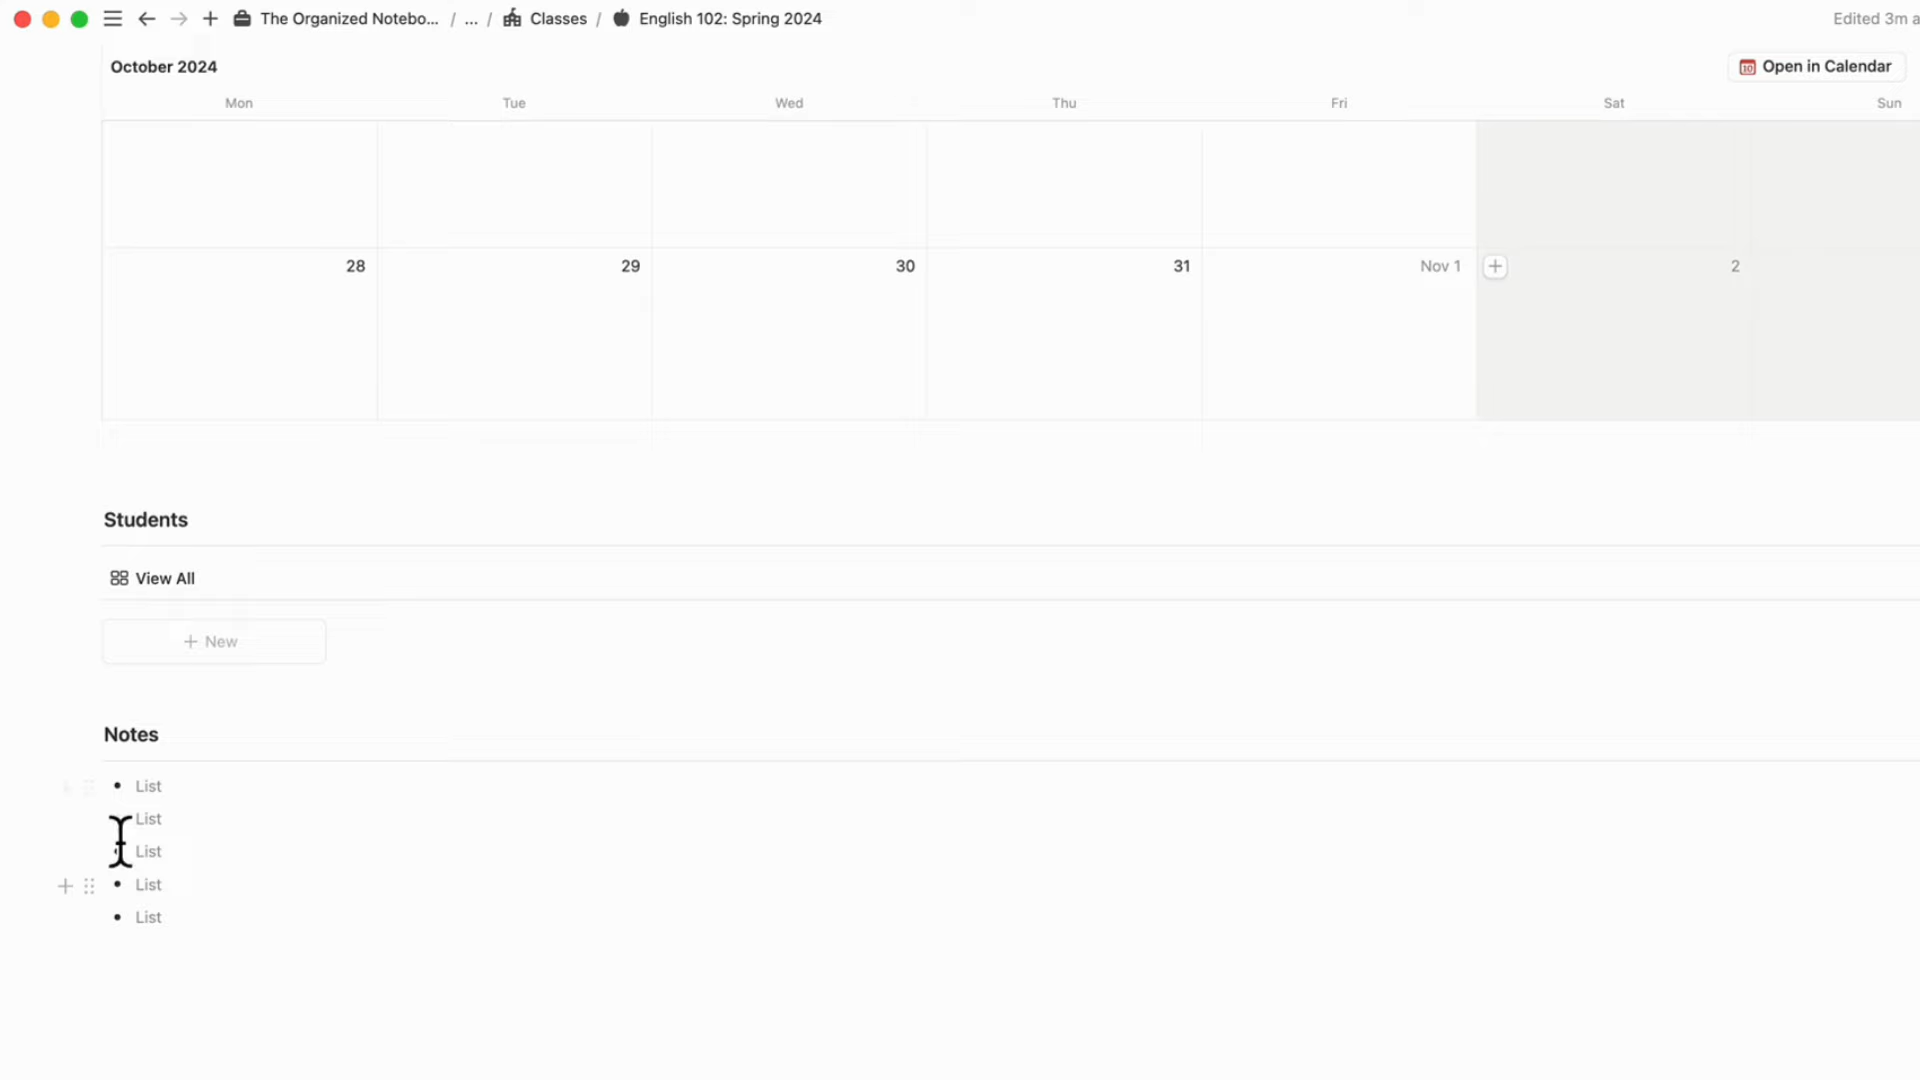 The Organized Notebo... / ... / Classes / English 102: Spring 2024
Edited 3m a
October 2024
Open in Calendar
Mon Tue Wed Thu Fri Sat Sun
28 29 30 31 Nov 1 2
Students
View All
New
Notes
• List
List
List
• List
• List